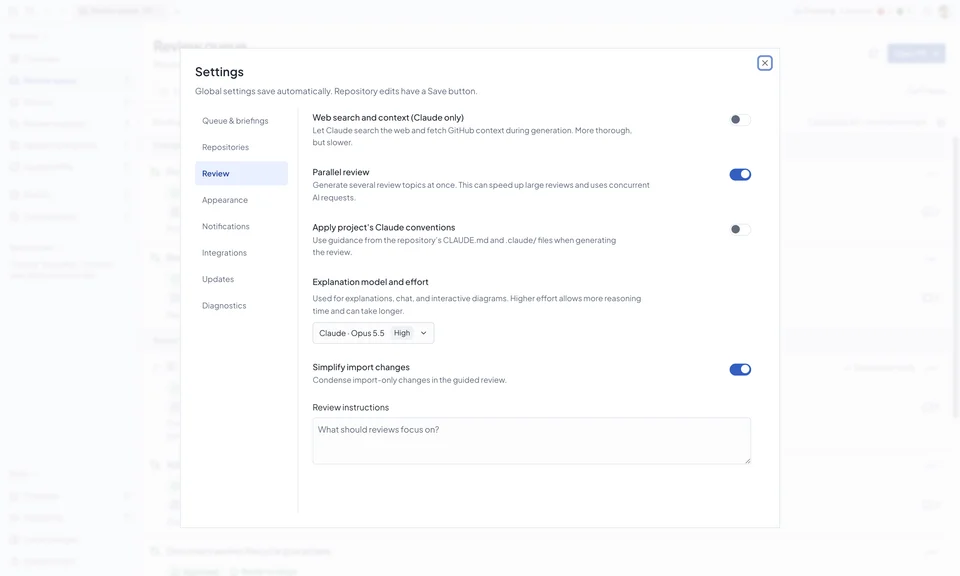 Settings
Global settings save automatically. Repository edits have a Save button.
Queue & briefings
Repositories
Review
Appearance
Notifications
Integrations
Updates
Diagnostics
Web search and context (Claude only)
Let Claude search the web and fetch GitHub context during generation. More thorough,
but slower.
Parallel review
Generate several review topics at once. This can speed up large reviews and uses concurrent
AI requests.
Apply project's Claude conventions
Use guidance from the repository's CLAUDE.md and .claude/ files when generating
the review.
Explanation model and effort
Used for explanations, chat, and interactive diagrams. Higher effort allows more reasoning
time and can take longer.
Claude · Opus 5.5 High
Simplify import changes
Condense import-only changes in the guided review.
Review instructions
What should reviews focus on?